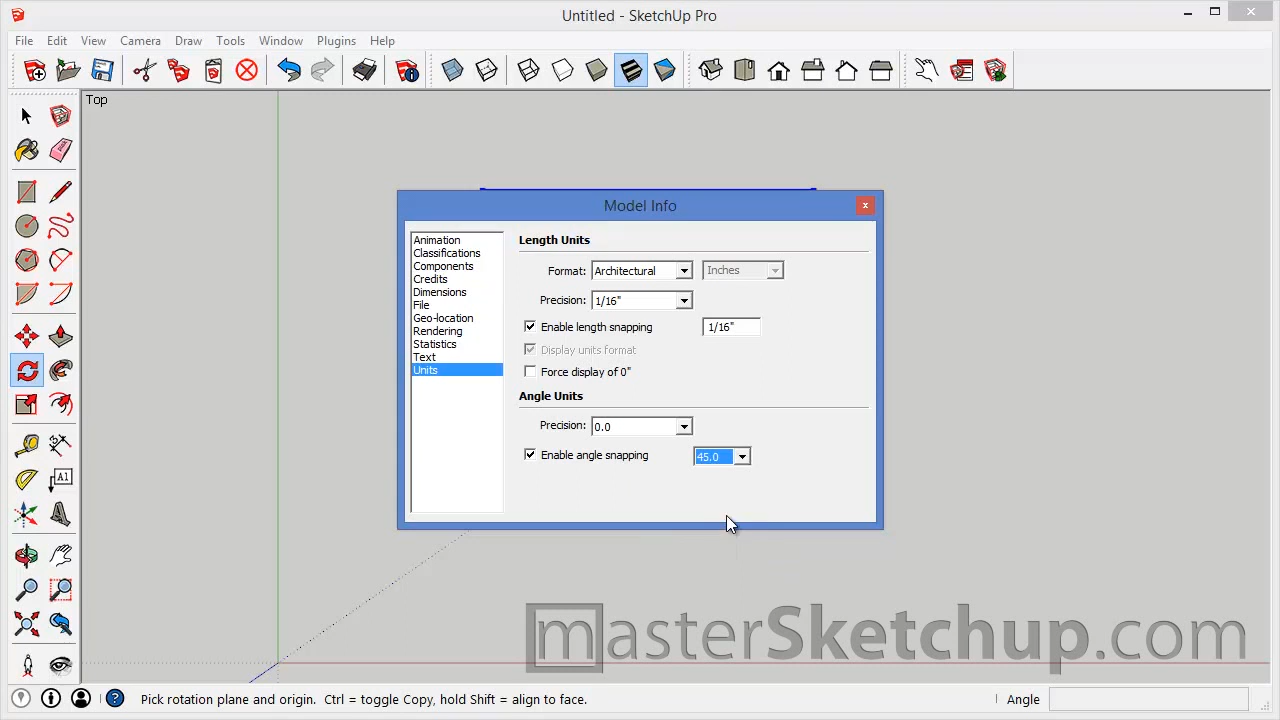 Untitled - SketchUp Pro
File Edit View Camera Draw Tools Window Plugins Help
Top
Model Info
Animation
Classifications
Components
Credits
Dimensions
File
Geo-location
Rendering
Statistics
Text
Units
Length Units
Format: Architectural Inches
Precision: 1/16"
Enable length snapping 1/16"
Display units format
Force display of 0"
Angle Units
Precision: 0.0
Enable angle snapping 45.0
A1
masterSketchup.com
Pick rotation plane and origin. Ctrl = toggle Copy, hold Shift = align to face. Angle